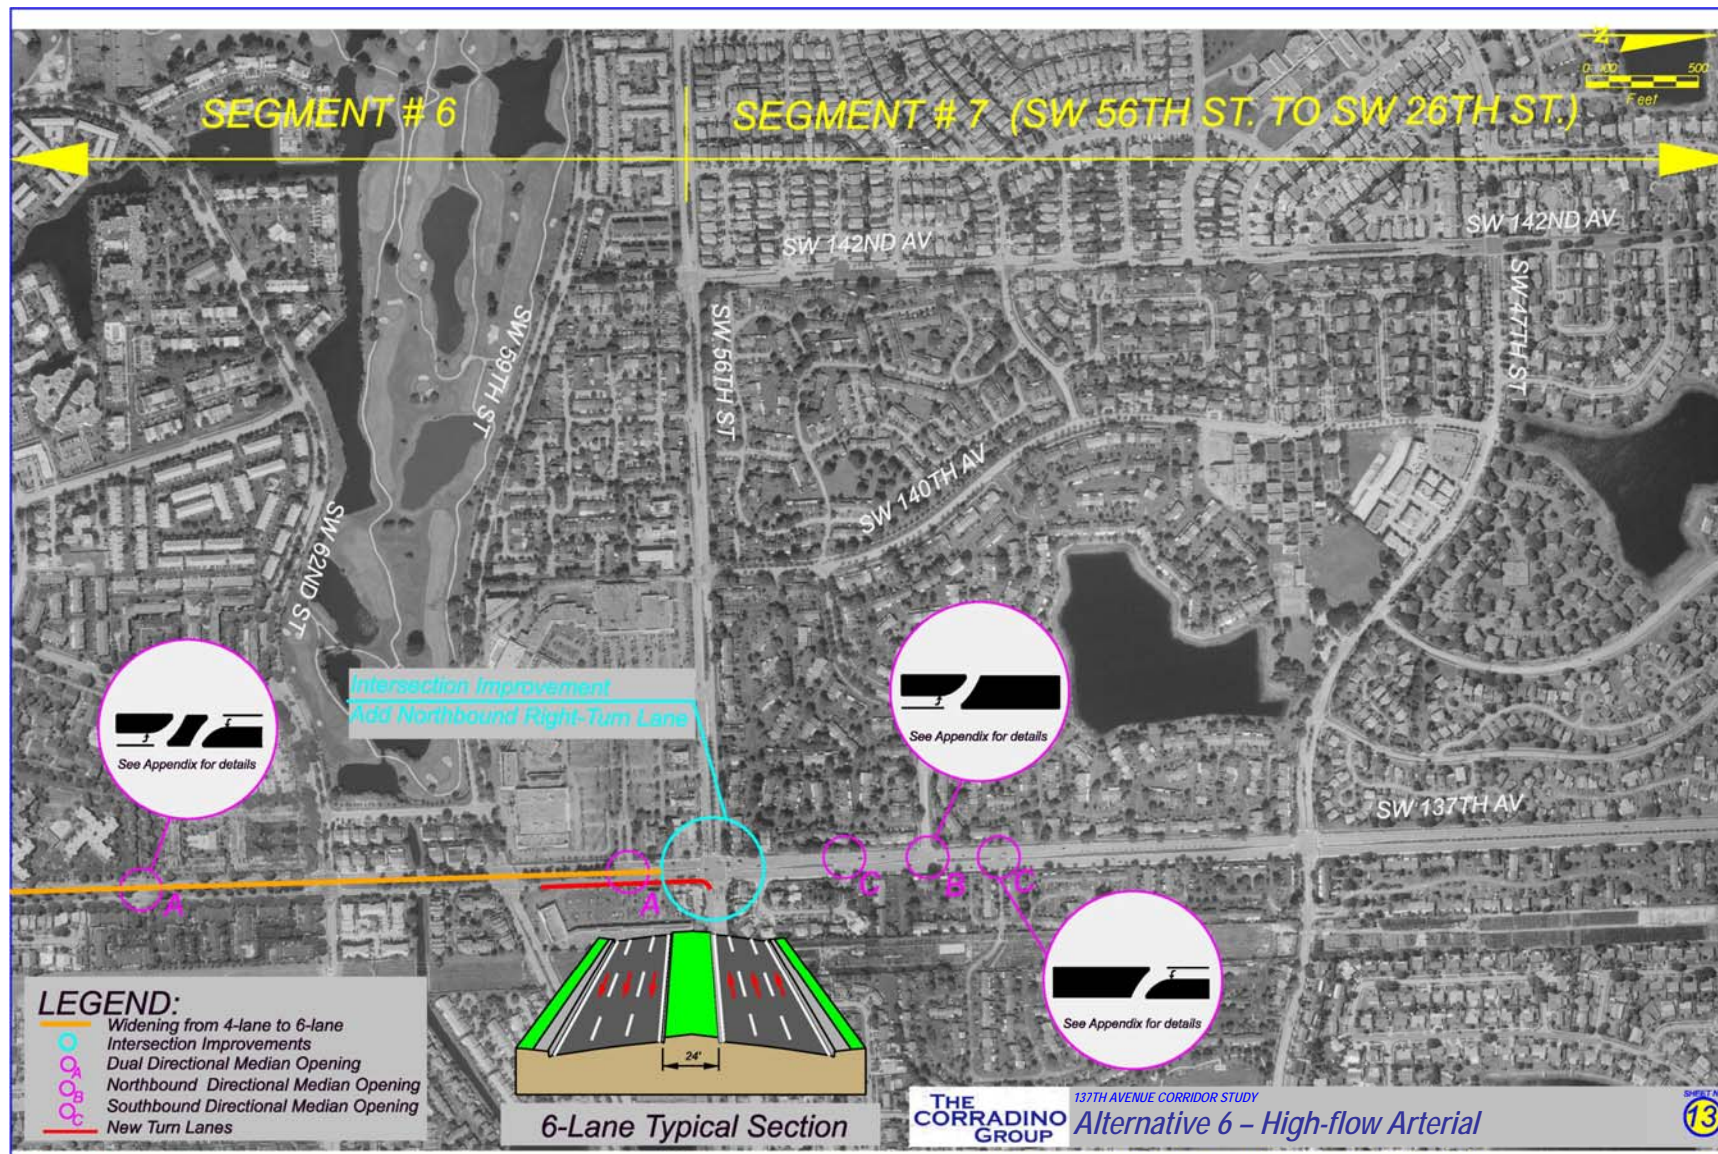 SEGMENT # 6
SEGMENT # 7 (SW 56TH ST. TO SW 26TH ST.)
N
0 100 500
Feet
SW 142ND AV
SW 142ND AV
SW 59TH ST
SW 56TH ST
SW 47TH ST
SW 140TH AV
SW 62ND ST.
Intersection Improvement
Add Northbound Right-Turn Lane
See Appendix for details
See Appendix for details
SW 137TH AV
A
A
C
B
C
See Appendix for details
LEGEND:
Widening from 4-lane to 6-lane
Intersection Improvements
A Dual Directional Median Opening
B Northbound Directional Median Opening
C Southbound Directional Median Opening
New Turn Lanes
24'
6-Lane Typical Section
THE
CORRADINO
GROUP
137TH AVENUE CORRIDOR STUDY
Alternative 6 – High-flow Arterial
13